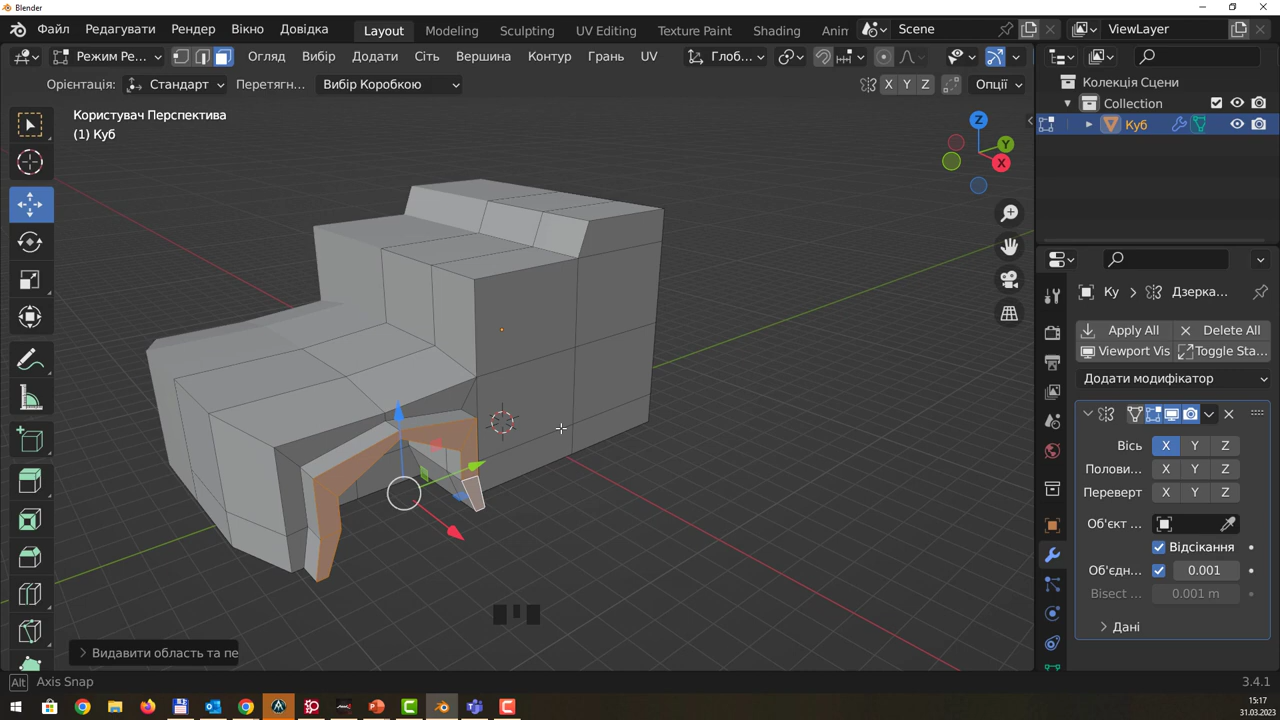 Blender
Файл Редагувати Рендер Вікно Довідка Layout Modeling Sculpting UV Editing Texture Paint Shading Anim Scene ViewLayer
Режим Ре... Огляд Вибір Додати Сіть Вершина Контур Грань UV Глоб...
Орієнтація: Стандарт Перетягн... Вибір Коробкою X Y Z Опції
Користувач Перспектива
(1) Куб
Z
Y
X
Колекція Сцени
Collection
Куб
Ку Дзерка...
Apply All Delete All
Viewport Vis Toggle Sta...
Додати модифікатор
Вісь X Y Z
Полови... X Y Z
Переверт X Y Z
Об'єкт ...
Відсікання
Об'єдн... 0.001
Bisect ... 0.001 m
Дані
Видавити область та пе
Alt Axis Snap 3.4.1
15:17
31.03.2023